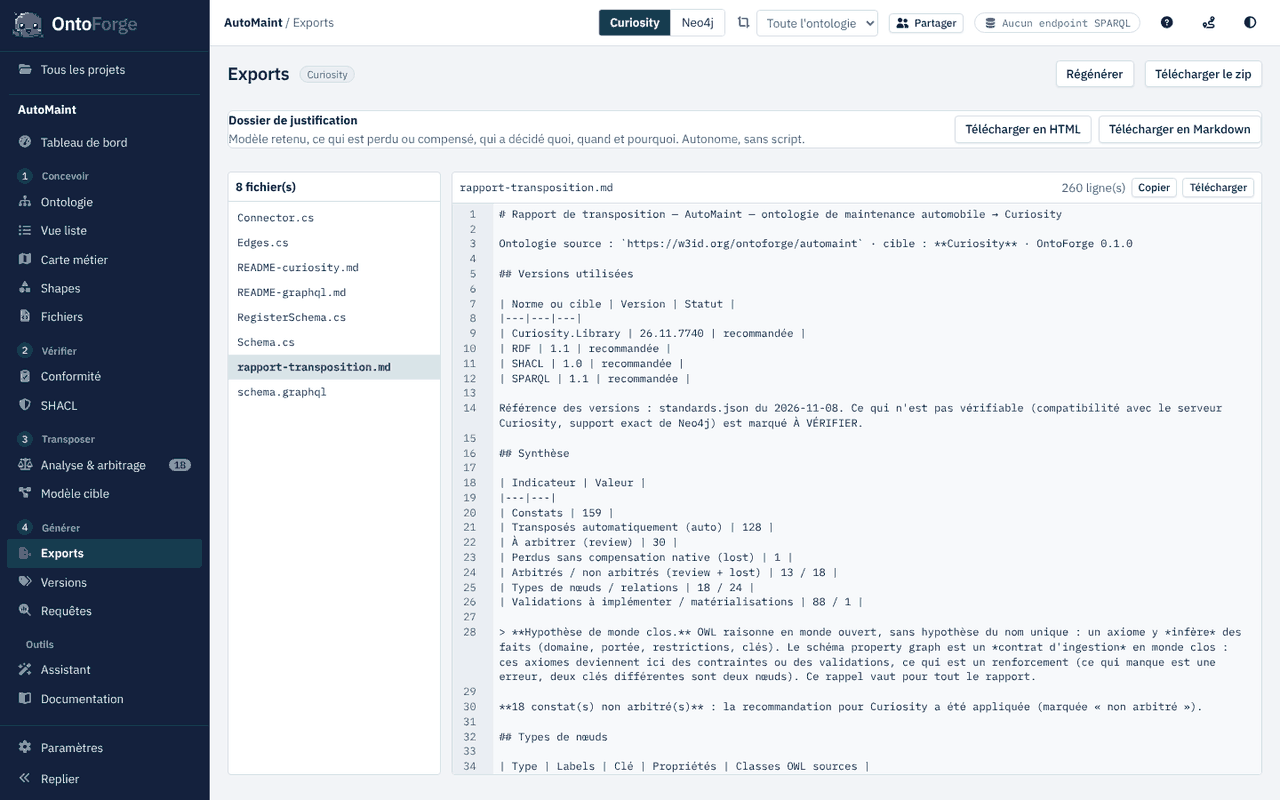 OntoForge
Tous les projets
AutoMaint
Tableau de bord
1 Concevoir
Ontologie
Vue liste
Carte métier
Shapes
Fichiers
2 Vérifier
Conformité
SHACL
3 Transposer
Analyse & arbitrage 18
Modèle cible
4 Générer
Exports
Versions
Requêtes
Outils
Assistant
Documentation
Paramètres
Replier
AutoMaint / Exports
Curiosity Neo4j Toute l'ontologie Partager Aucun endpoint SPARQL
Exports Curiosity
Régénérer Télécharger le zip
Dossier de justification
Modèle retenu, ce qui est perdu ou compensé, qui a décidé quoi, quand et pourquoi. Autonome, sans script.
Télécharger en HTML Télécharger en Markdown
8 fichier(s)
Connector.cs
Edges.cs
README-curiosity.md
README-graphql.md
RegisterSchema.cs
Schema.cs
rapport-transposition.md
schema.graphql
rapport-transposition.md 260 ligne(s) Copier Télécharger
1 # Rapport de transposition — AutoMaint — ontologie de maintenance automobile → Curiosity
2
3 Ontologie source : `https://w3id.org/ontoforge/automaint` · cible : **Curiosity** · OntoForge 0.1.0
4
5 ## Versions utilisées
6
7 | Norme ou cible | Version | Statut |
8 |---|---|---|
9 | Curiosity.Library | 26.11.7740 | recommandée |
10 | RDF | 1.1 | recommandée |
11 | SHACL | 1.0 | recommandée |
12 | SPARQL | 1.1 | recommandée |
13
14 Référence des versions : standards.json du 2026-11-08. Ce qui n'est pas vérifiable (compatibilité avec le serveur
Curiosity, support exact de Neo4j) est marqué À VÉRIFIER.
15
16 ## Synthèse
17
18 | Indicateur | Valeur |
19 |---|---|
20 | Constats | 159 |
21 | Transposés automatiquement (auto) | 128 |
22 | À arbitrer (review) | 30 |
23 | Perdus sans compensation native (lost) | 1 |
24 | Arbitrés / non arbitrés (review + lost) | 13 / 18 |
25 | Types de nœuds / relations | 18 / 24 |
26 | Validations à implémenter / matérialisations | 88 / 1 |
27
28 > **Hypothèse de monde clos.** OWL raisonne en monde ouvert, sans hypothèse du nom unique : un axiome y *infère* des
faits (domaine, portée, restrictions, clés). Le schéma property graph est un *contrat d'ingestion* en monde clos :
ces axiomes deviennent ici des contraintes ou des validations, ce qui est un renforcement (ce qui manque est une
erreur, deux clés différentes sont deux nœuds). Ce rappel vaut pour tout le rapport.
29
30 **18 constat(s) non arbitré(s)** : la recommandation pour Curiosity a été appliquée (marquée « non arbitré »).
31
32 ## Types de nœuds
33
34 | Type | Labels | Clé | Propriétés | Classes OWL sources |